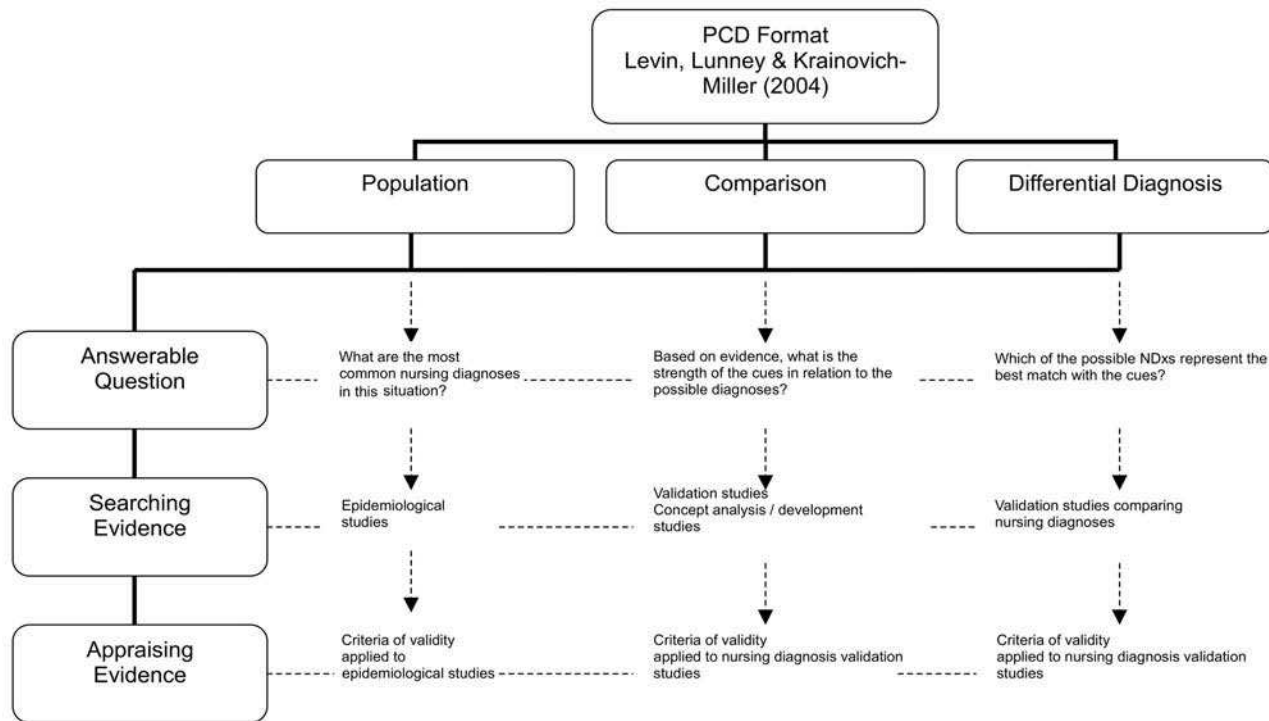 PCD Format
Levin, Lunney & Krainovich-
Miller (2004)
Population
Comparison
Differential Diagnosis
Answerable
Question
What are the most
common nursing diagnoses
in this situation?
Based on evidence, what is the
strength of the cues in relation to the
possible diagnoses?
Which of the possible NDxs represent the
best match with the cues?
Searching
Evidence
Epidemiological
studies
Validation studies
Concept analysis / development
studies
Validation studies comparing
nursing diagnoses
Appraising
Evidence
Criteria of validity
applied to
epidemiological studies
Criteria of validity
applied to nursing diagnosis validation
studies
Criteria of validity
applied to nursing diagnosis validation
studies